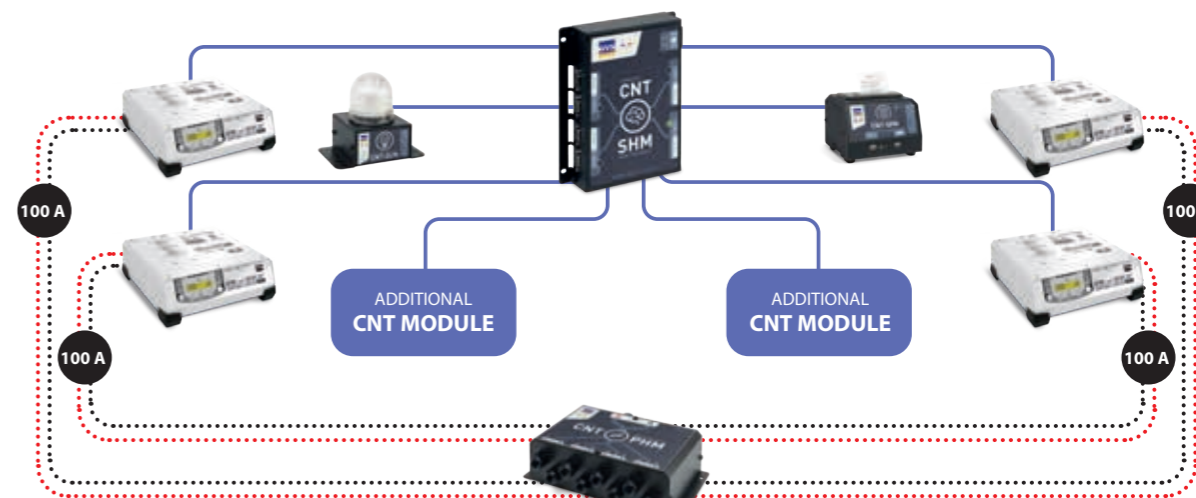 CNT
SHM
100 A
100
ADDITIONAL
CNT MODULE
ADDITIONAL
CNT MODULE
100 A
100 A
CNT PHM